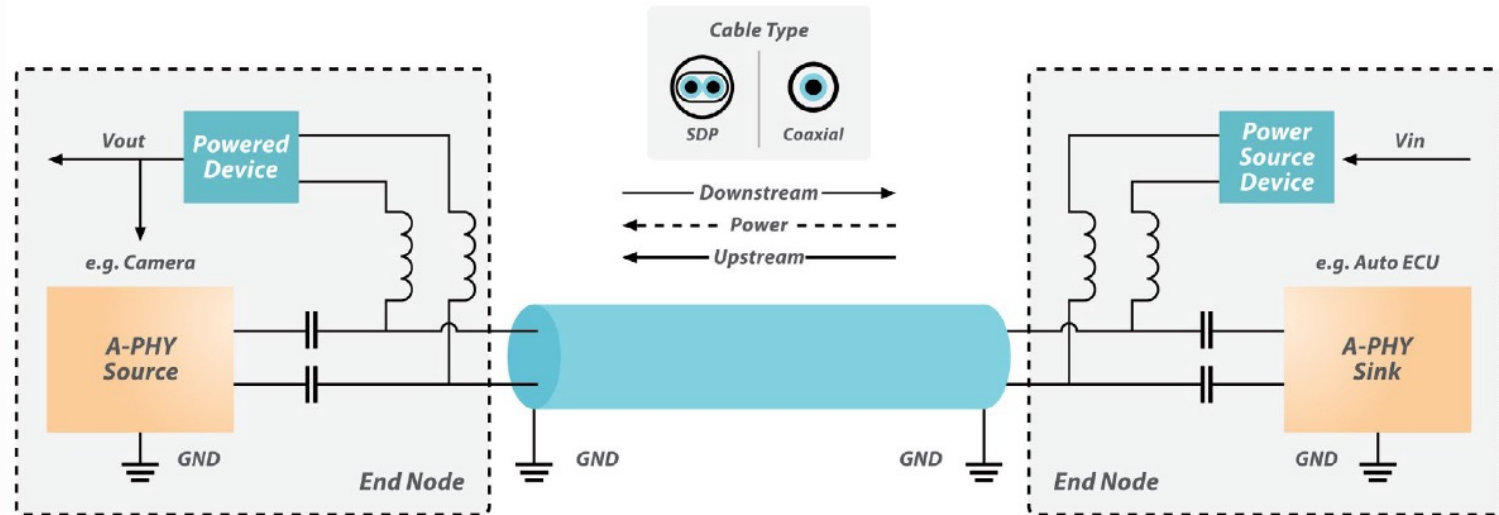 Cable Type
SDP
Coaxial
Vout
Powered
Device
Power
Source
Device
Vin
Downstream
Power
Upstream
e.g. Camera
e.g. Auto ECU
A-PHY
Source
A-PHY
Sink
GND
GND
GND
GND
End Node
End Node